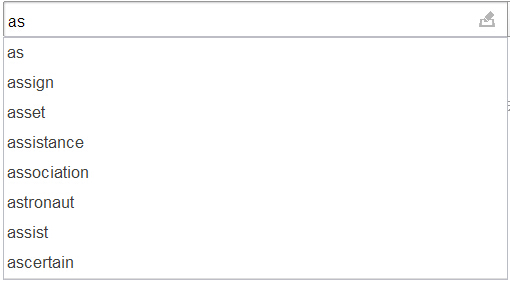 as
as
assign
asset
assistance
association
astronaut
assist
ascertain